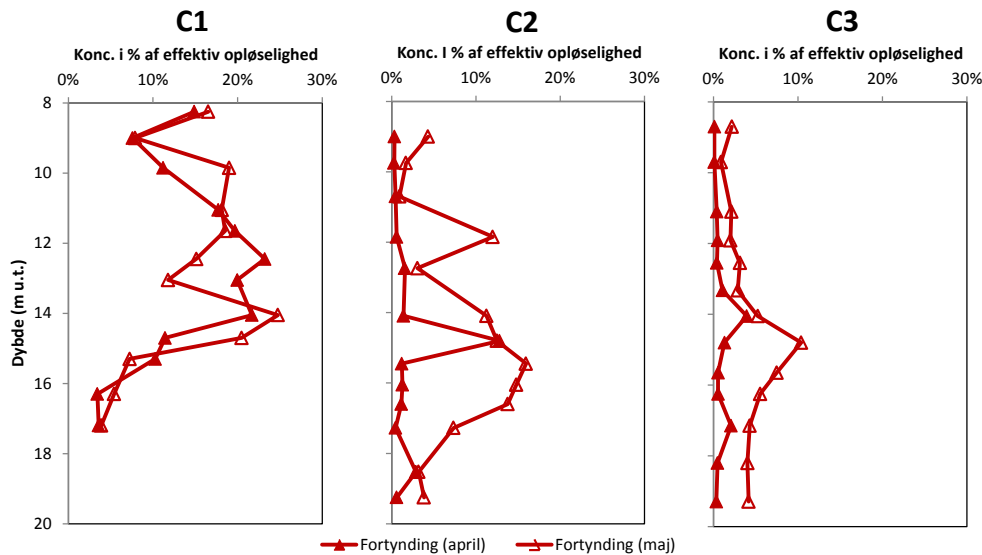 C1
C2
C3
Konc. i % af effektiv opløselighed
Konc. I % af effektiv opløselighed
Konc. i % af effektiv opløselighed
0% 10% 20% 30%
0% 10% 20% 30%
0% 10% 20% 30%
8
10
12
14
16
18
20
Dybde (m u.t.)
Fortynding (april)
Fortynding (maj)